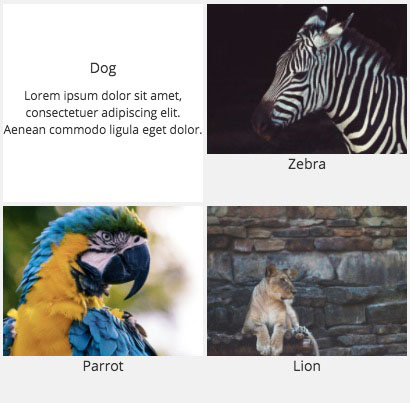 Dog
Lorem ipsum dolor sit amet,
consectetuer adipiscing elit.
Aenean commodo ligula eget dolor.
Zebra
Parrot
Lion